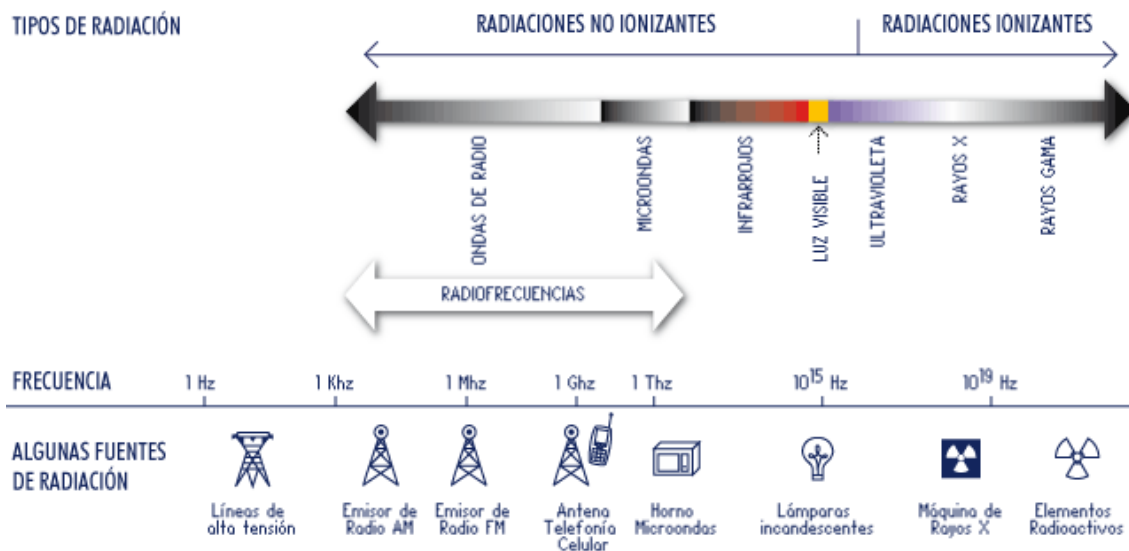 TIPOS DE RADIACIÓN
RADIACIONES NO IONIZANTES
RADIACIONES IONIZANTES
ONDAS DE RADIO
MICROONDAS
INFRARROJOS
LUZ VISIBLE
ULTRAVIOLETA
RAYOS X
RAYOS GAMA
RADIOFRECUENCIAS
FRECUENCIA
1 Hz
1 Khz
1 Mhz
1 Ghz
1 Thz
10¹⁵ Hz
10¹⁹ Hz
ALGUNAS FUENTES
DE RADIACIÓN
Líneas de
alta tensión
Emisor de
Radio AM
Emisor de
Radio FM
Antena
Telefonía
Celular
Horno
Microondas
Lámparas
incandescentes
Máquina de
Rayos X
Elementos
Radioactivos